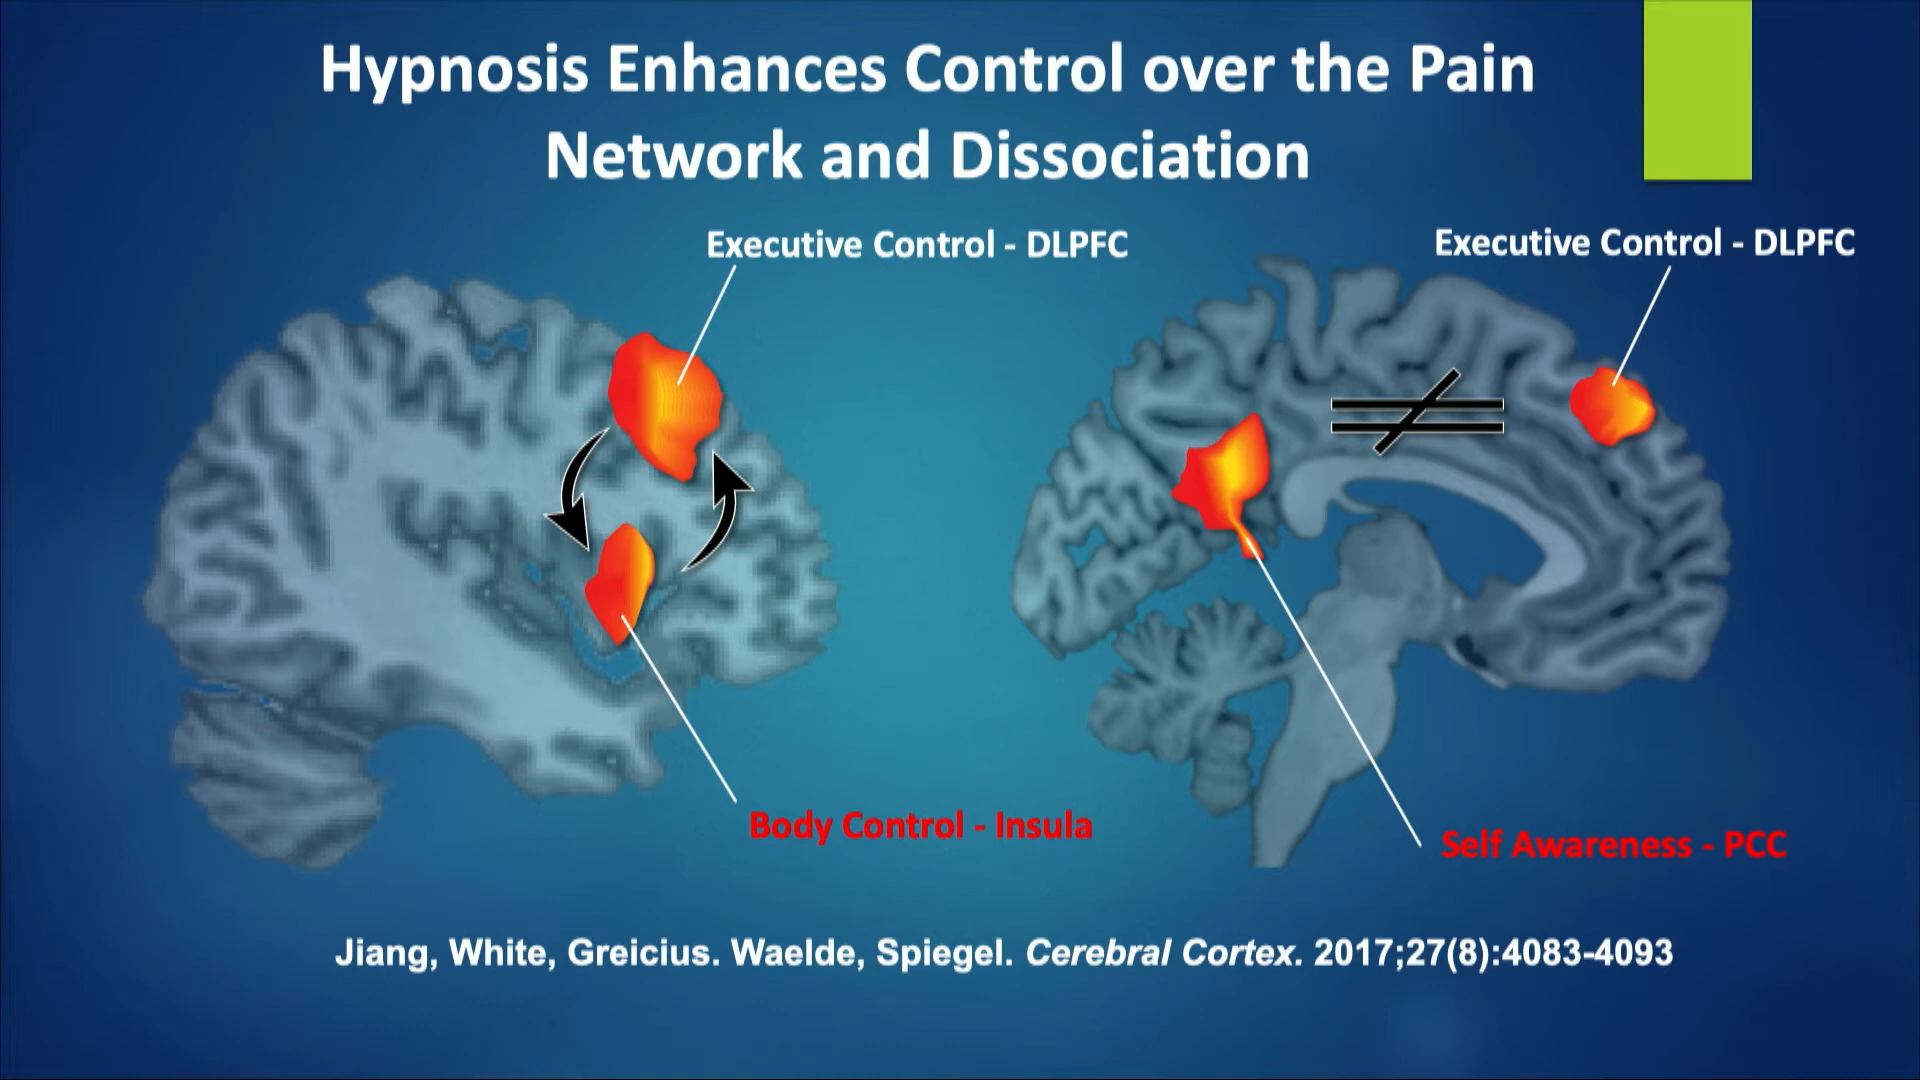 Hypnosis Enhances Control over the Pain
Network and Dissociation
Executive Control - DLPFC
Executive Control - DLPFC
Body Control - Insula
Self Awareness - PCC
Jiang, White, Greicius. Waelde, Spiegel. Cerebral Cortex. 2017;27(8):4083-4093